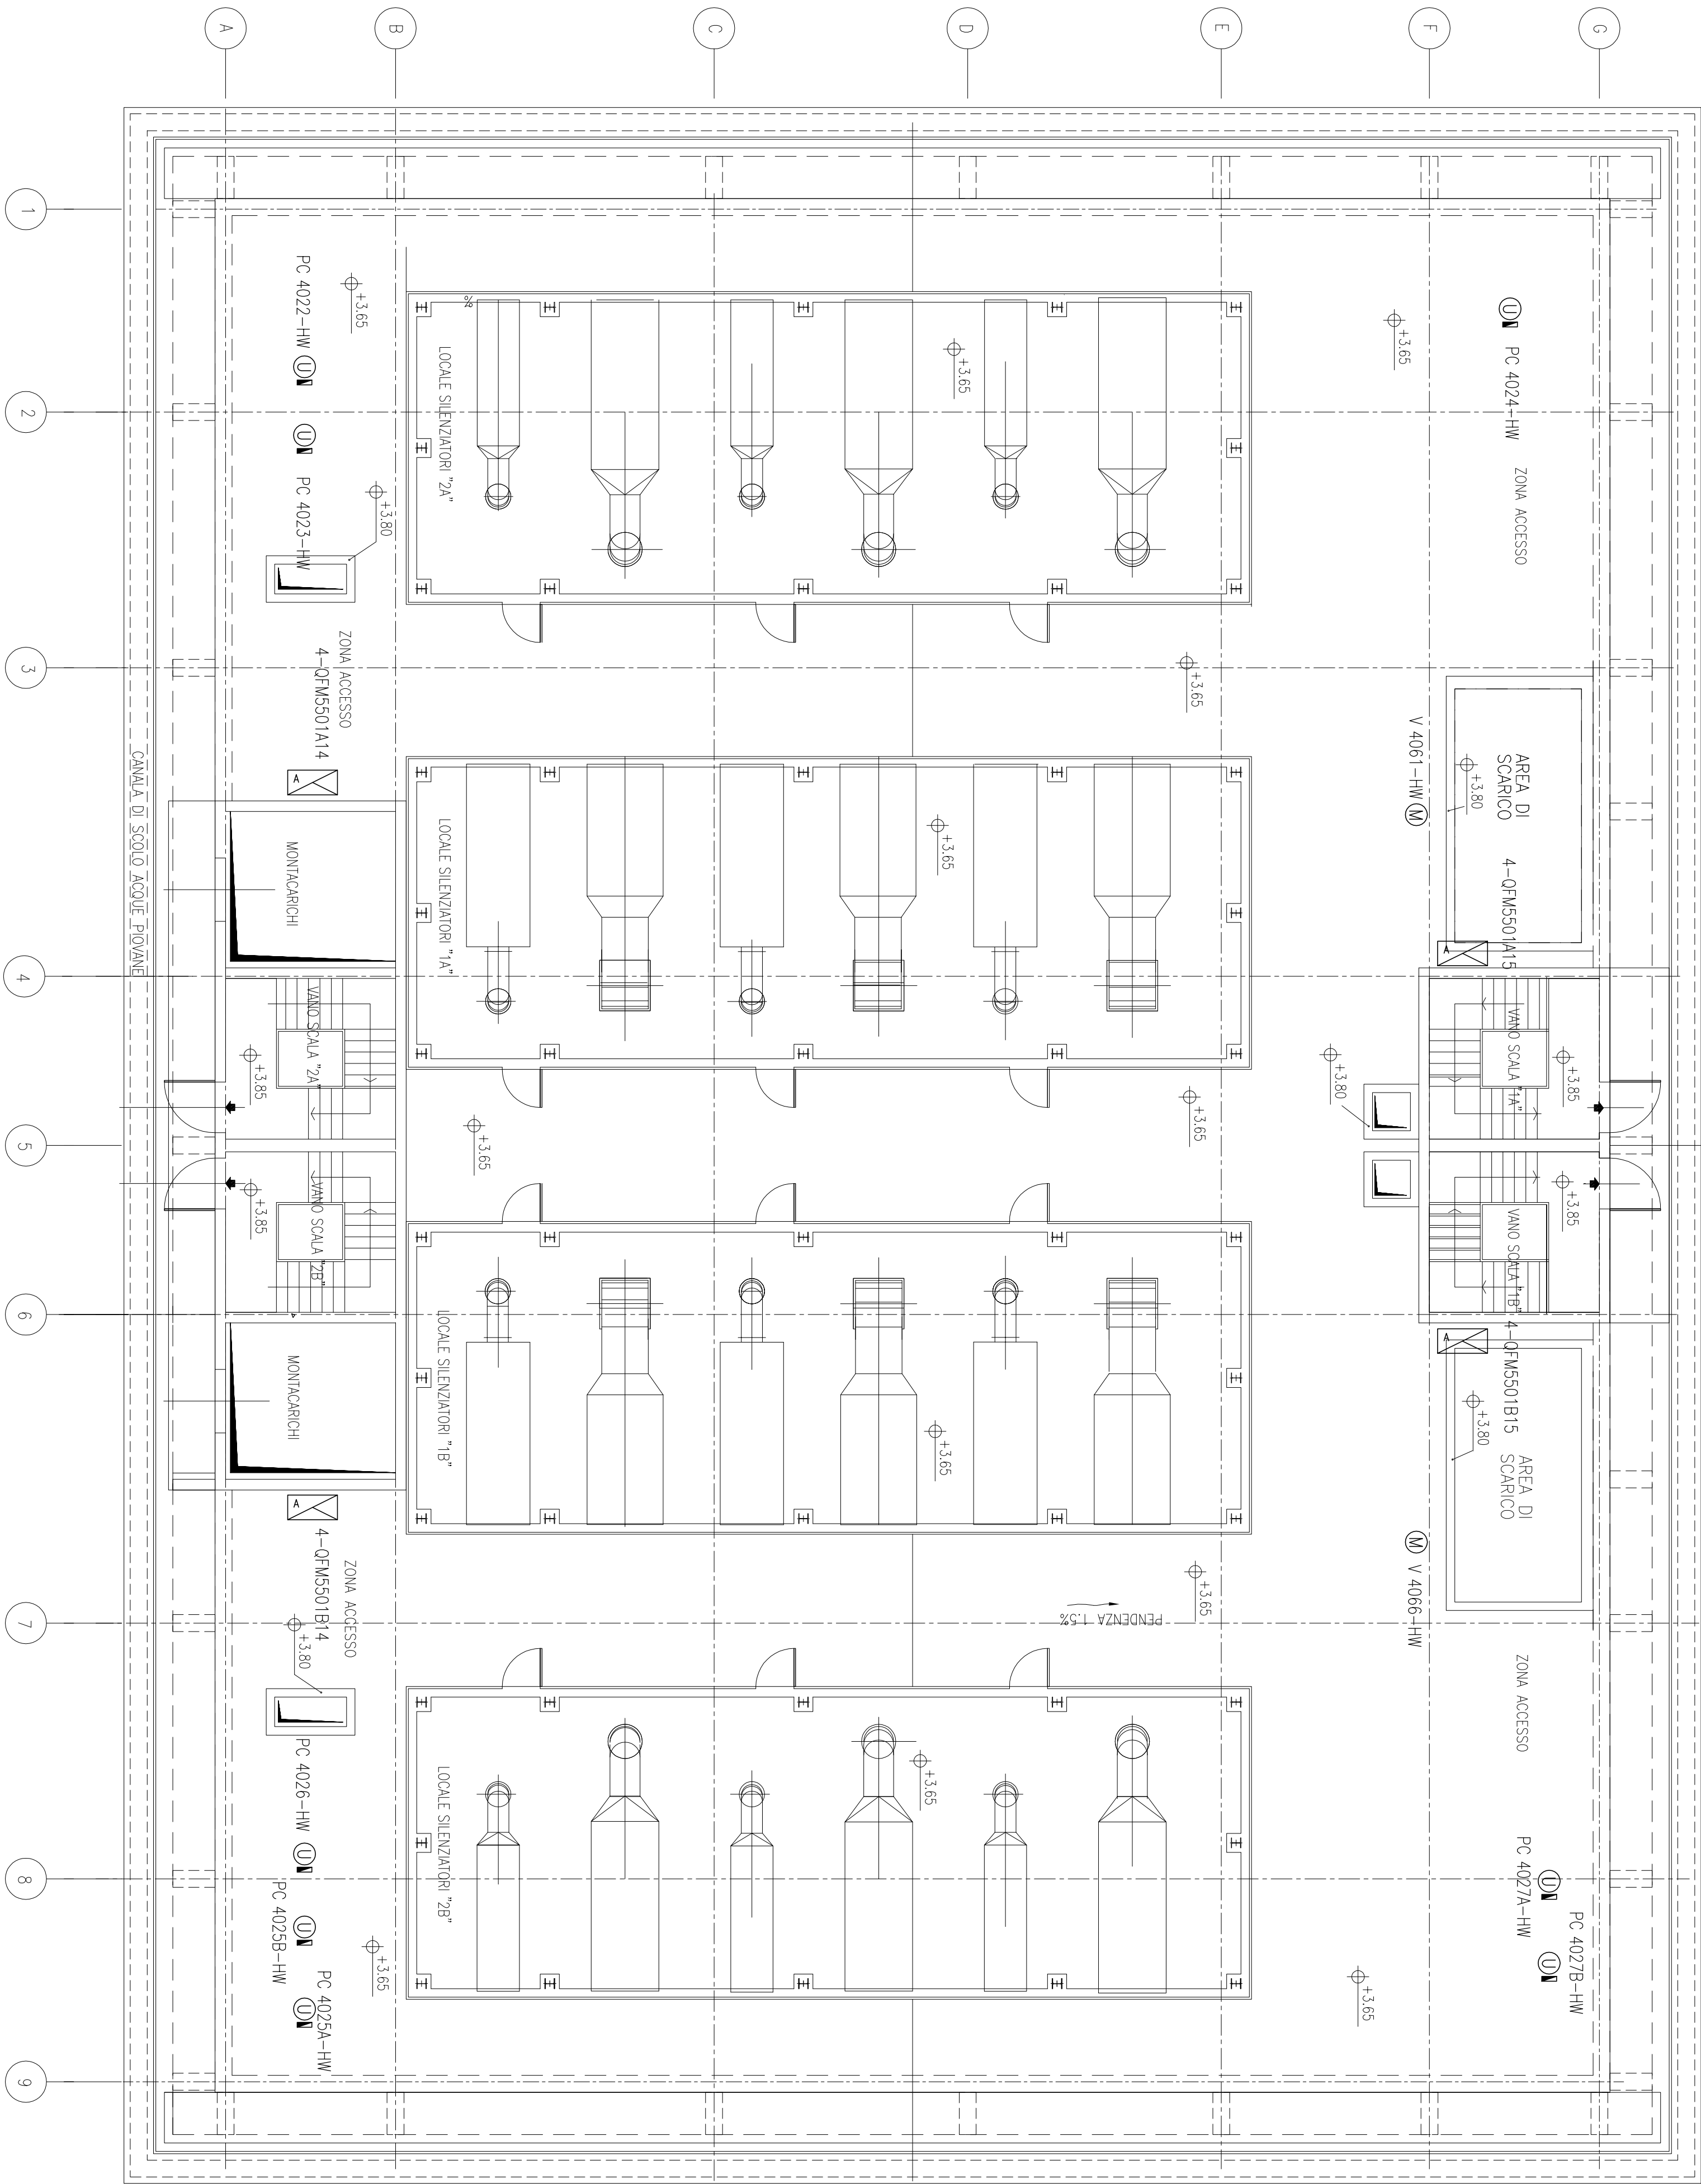 A
B
C
D
E
F
G
1
2
3
4
5
6
7
8
9
PC 4022-HW
U
+3.65
%
LOCALE SILENZIATORI "2A"
+3.65
+3.65
U
PC 4024-HW
ZONA ACCESSO
U
PC 4023-HW
+3.80
ZONA ACCESSO
4-QFM5501A14
A
+3.65
V 4061-HW
M
AREA DI
SCARICO
+3.80
4-QFM5501A15
A
CANALA DI SCOLO ACQUE PIOVANE
MONTACARICHI
LOCALE SILENZIATORI "1A"
+3.65
VANO SCALA "2A"
+3.85
+3.65
+3.65
+3.80
VANO SCALA "1A"
+3.85
VANO SCALA "2B"
+3.85
VANO SCALA "1B"
+3.85
MONTACARICHI
LOCALE SILENZIATORI "1B"
+3.65
4-QFM5501B15
A
+3.80
AREA DI
SCARICO
A
4-QFM5501B14
ZONA ACCESSO
+3.80
PENDENZA 1.5%
+3.65
M
V 4066-HW
ZONA ACCESSO
PC 4026-HW
U
LOCALE SILENZIATORI "2B"
+3.65
PC 4027A-HW
U
PC 4027B-HW
U
PC 4025B-HW
U
PC 4025A-HW
U
+3.65
+3.65